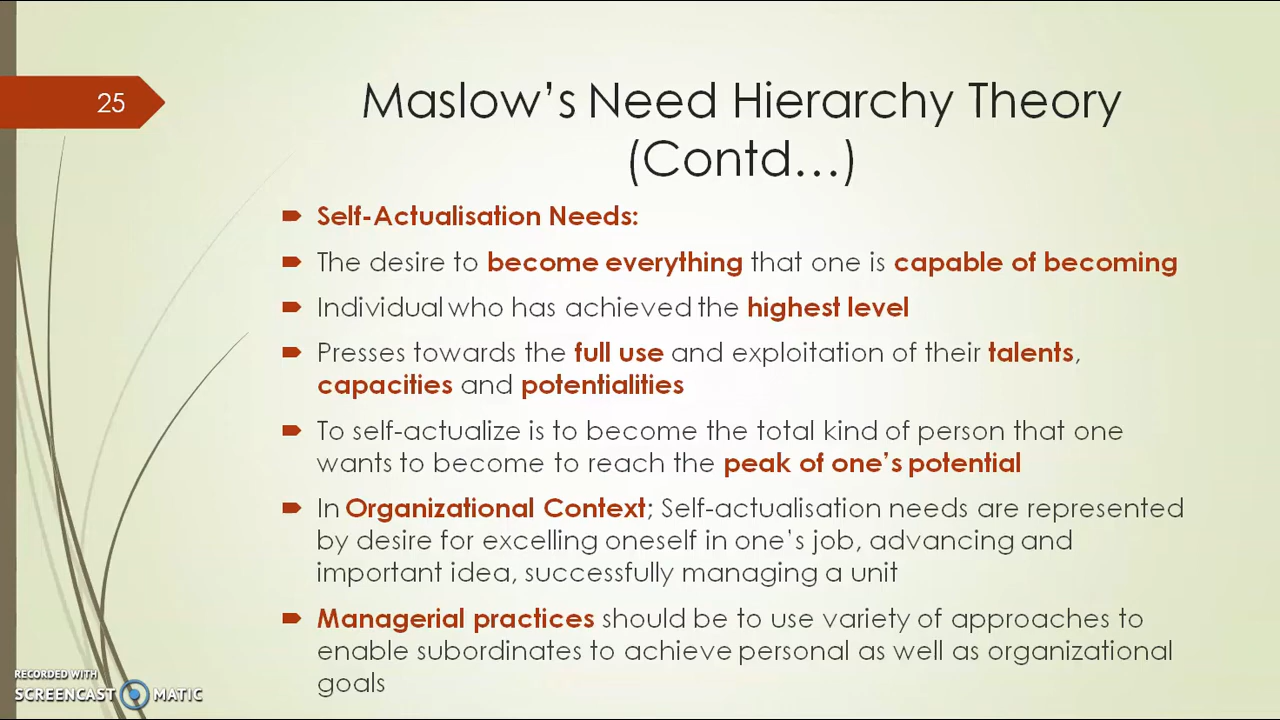 25
Maslow's Need Hierarchy Theory
(Contd...)
Self-Actualisation Needs:
The desire to become everything that one is capable of becoming
Individual who has achieved the highest level
Presses towards the full use and exploitation of their talents,
capacities and potentialities
To self-actualize is to become the total kind of person that one
wants to become to reach the peak of one's potential
In Organizational Context; Self-actualisation needs are represented
by desire for excelling oneself in one's job, advancing and
important idea, successfully managing a unit
Managerial practices should be to use variety of approaches to
enable subordinates to achieve personal as well as organizational
goals
RECORDED WITH
SCREENCAST MATIC